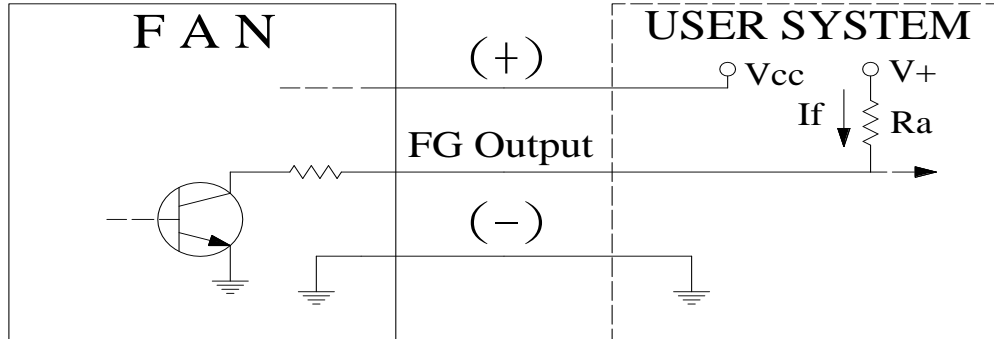 F A N
USER SYSTEM
(+)
Vcc
V+
If
Ra
FG Output
(-)